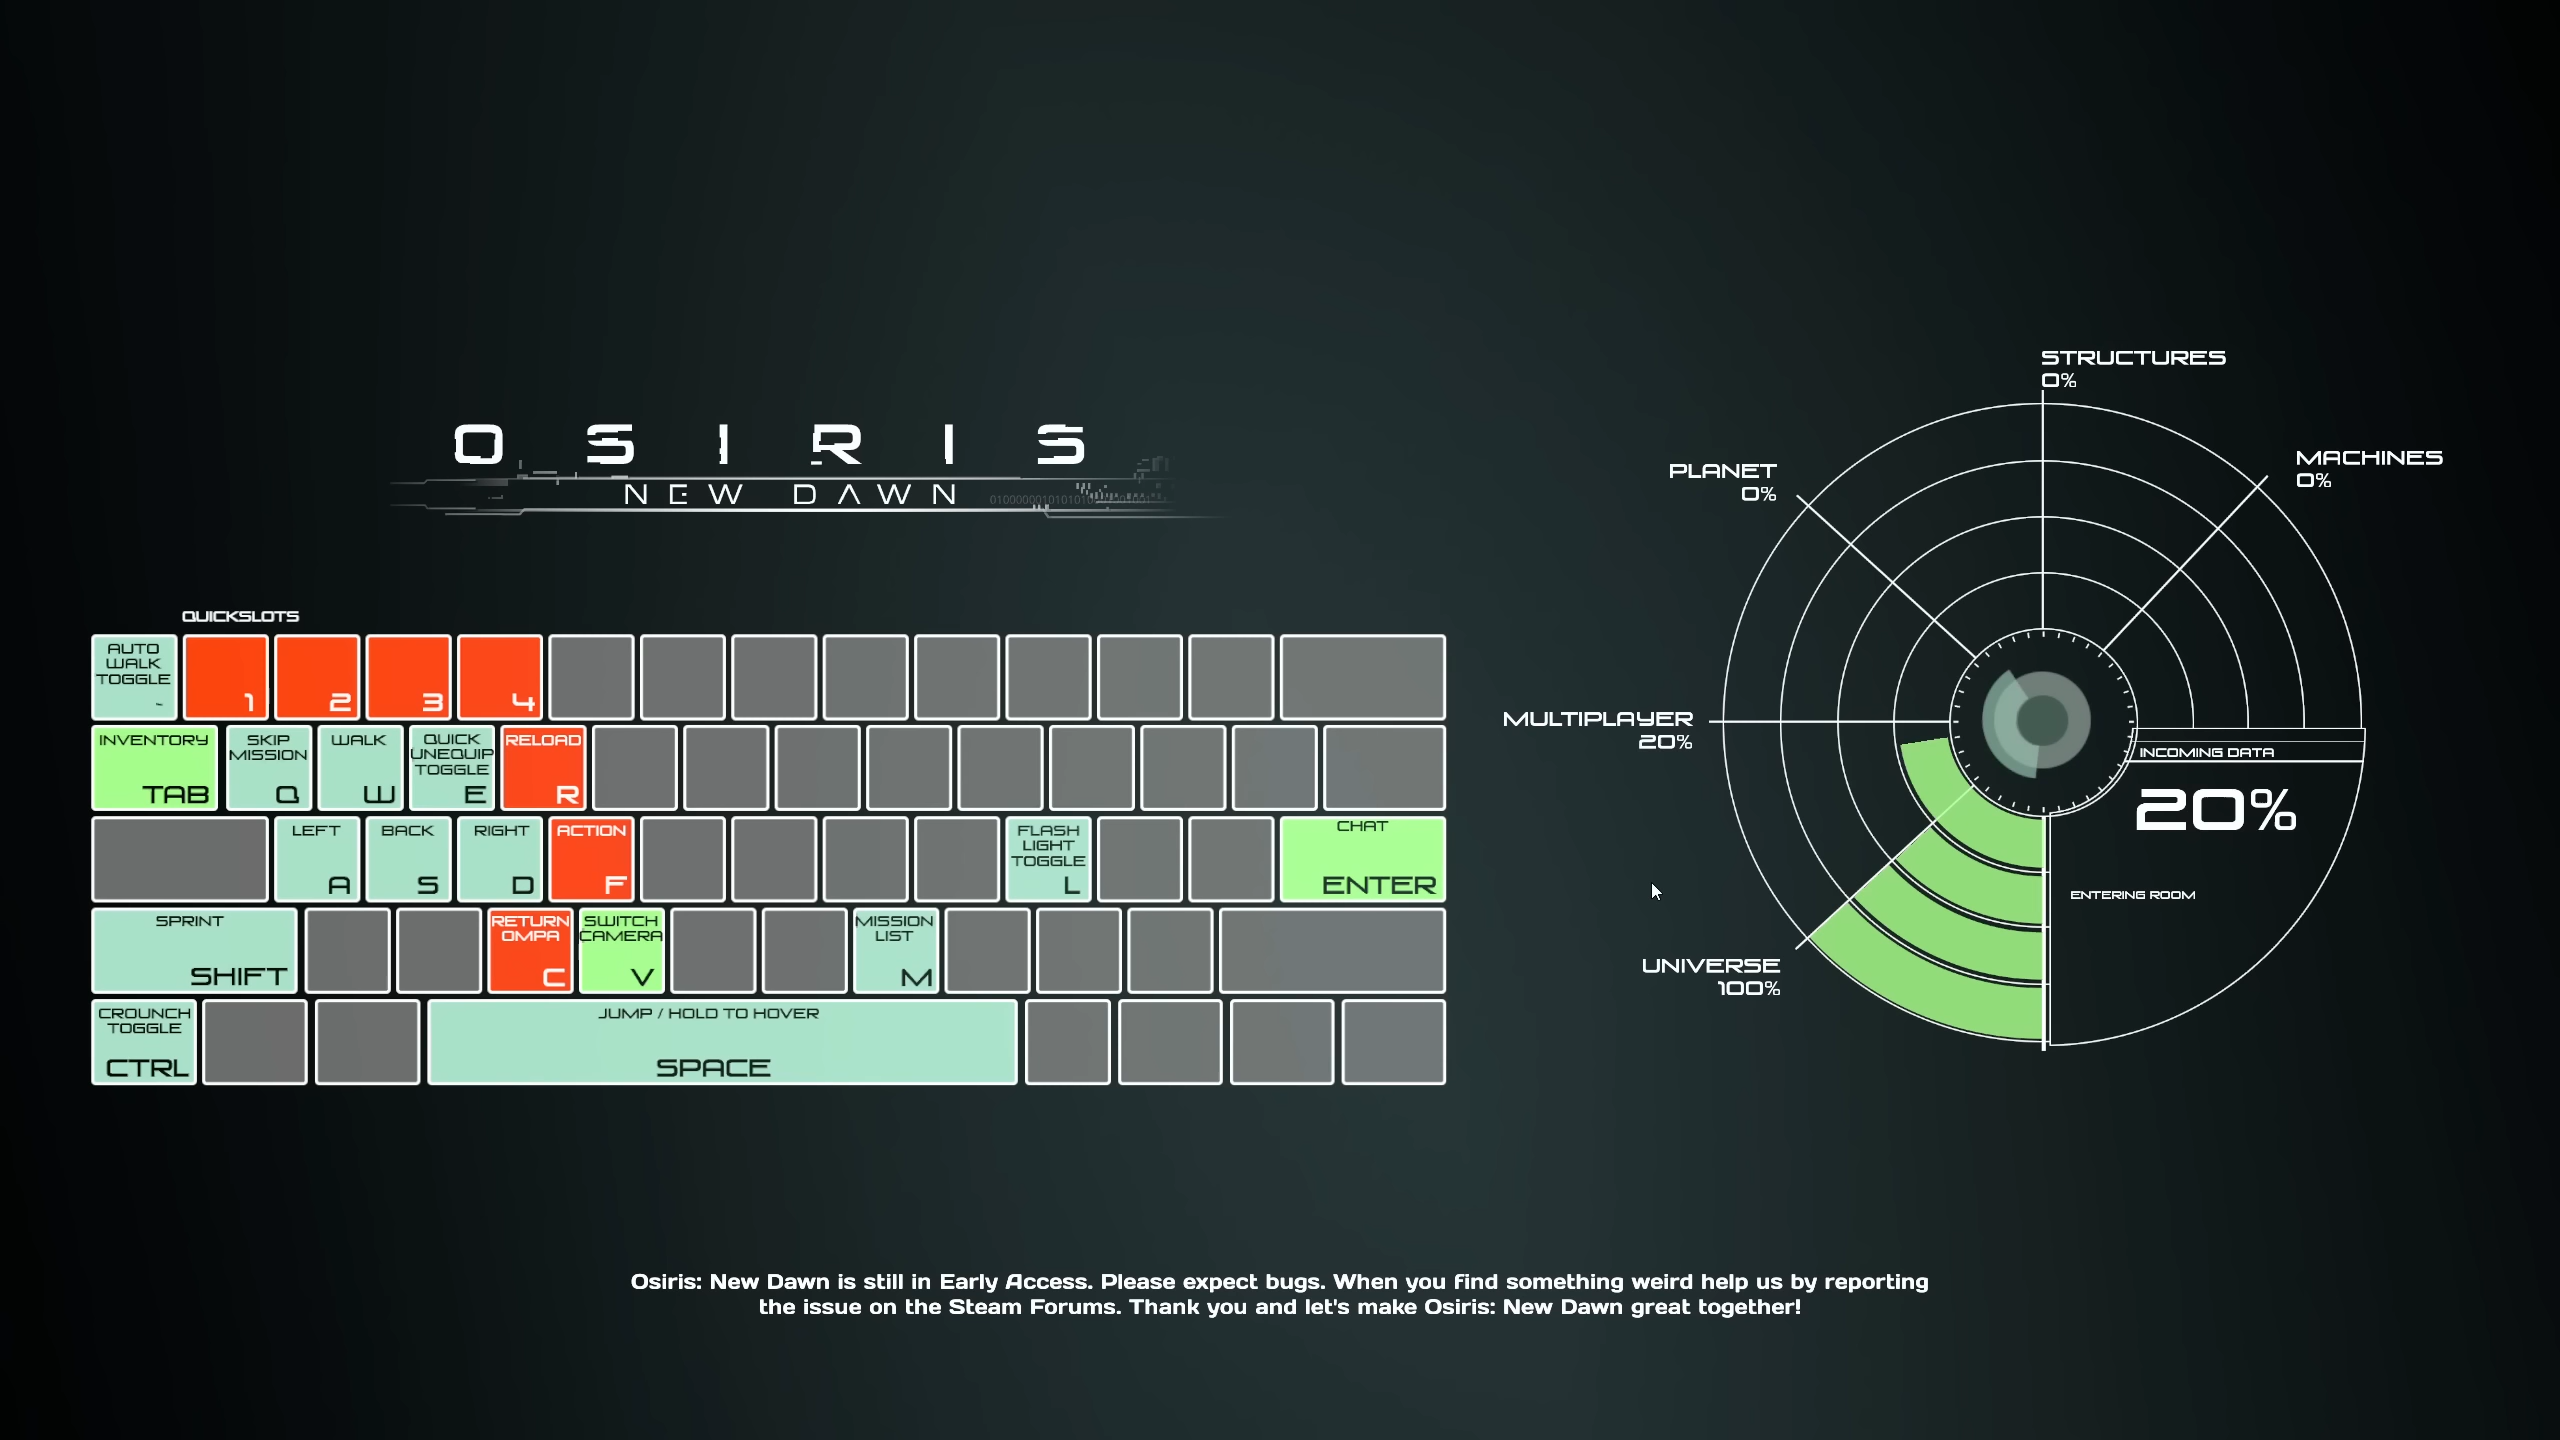 OSIRIS
NEW DAWN
QUICKSLOTS
AUTO
WALK
TOGGLE
1
2
3
4
INVENTORY
TAB
SKIP
MISSION
Q
WALK
W
QUICK
UNEQUIP
TOGGLE
E
RELOAD
R
LEFT
A
BACK
S
RIGHT
D
ACTION
F
FLASH
LIGHT
TOGGLE
L
CHAT
ENTER
SPRINT
SHIFT
RETURN
OMPA
C
SWITCH
CAMERA
V
MISSION
LIST
M
CROUNCH
TOGGLE
CTRL
JUMP / HOLD TO HOVER
SPACE
STRUCTURES
0%
MACHINES
0%
PLANET
0%
MULTIPLAYER
20%
UNIVERSE
100%
INCOMING DATA
20%
ENTERING ROOM
Osiris: New Dawn is still in Early Access. Please expect bugs. When you find something weird help us by reporting
the issue on the Steam Forums. Thank you and let's make Osiris: New Dawn great together!